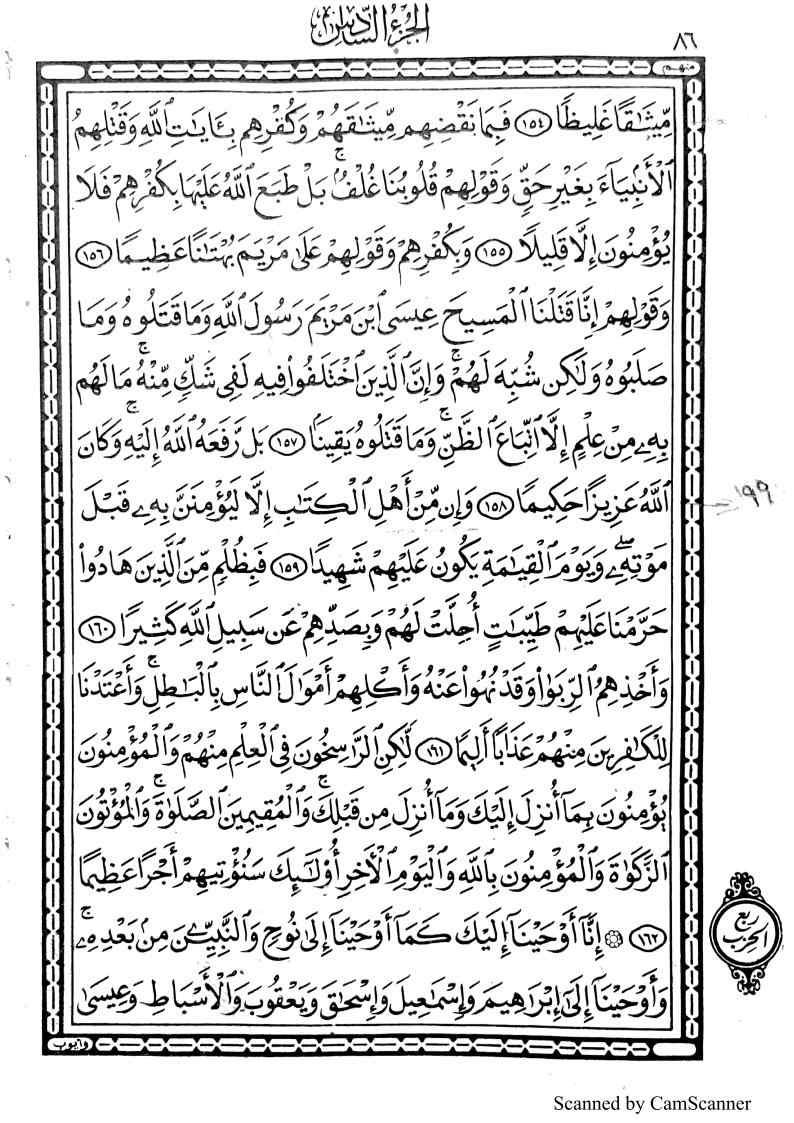 الجزء السادس
٨٦
منهم
مِّيثَٰقًا غَلِيظًا ١٥٤ فَبِمَا نَقْضِهِم مِّيثَٰقَهُمْ وَكُفْرِهِم بِـَٔايَٰتِ ٱللَّهِ وَقَتْلِهِمُ
ٱلْأَنۢبِيَآءَ بِغَيْرِ حَقٍّ وَقَوْلِهِمْ قُلُوبُنَا غُلْفٌۢ ۚ بَلْ طَبَعَ ٱللَّهُ عَلَيْهَا بِكُفْرِهِمْ فَلَا
يُؤْمِنُونَ إِلَّا قَلِيلًا ١٥٥ وَبِكُفْرِهِمْ وَقَوْلِهِمْ عَلَىٰ مَرْيَمَ بُهْتَٰنًا عَظِيمًا ١٥٦
وَقَوْلِهِمْ إِنَّا قَتَلْنَا ٱلْمَسِيحَ عِيسَى ٱبْنَ مَرْيَمَ رَسُولَ ٱللَّهِ وَمَا قَتَلُوهُ وَمَا
صَلَبُوهُ وَلَٰكِن شُبِّهَ لَهُمْ ۚ وَإِنَّ ٱلَّذِينَ ٱخْتَلَفُوا۟ فِيهِ لَفِى شَكٍّ مِّنْهُ ۚ مَا لَهُم
بِهِۦ مِنْ عِلْمٍ إِلَّا ٱتِّبَاعَ ٱلظَّنِّ ۚ وَمَا قَتَلُوهُ يَقِينًۢا ١٥٧ بَل رَّفَعَهُ ٱللَّهُ إِلَيْهِ ۚ وَكَانَ
ٱللَّهُ عَزِيزًا حَكِيمًا ١٥٨ وَإِن مِّنْ أَهْلِ ٱلْكِتَٰبِ إِلَّا لَيُؤْمِنَنَّ بِهِۦ قَبْلَ
مَوْتِهِۦ ۖ وَيَوْمَ ٱلْقِيَٰمَةِ يَكُونُ عَلَيْهِمْ شَهِيدًا ١٥٩ فَبِظُلْمٍ مِّنَ ٱلَّذِينَ هَادُوا۟
حَرَّمْنَا عَلَيْهِمْ طَيِّبَٰتٍ أُحِلَّتْ لَهُمْ وَبِصَدِّهِمْ عَن سَبِيلِ ٱللَّهِ كَثِيرًا ١٦٠
وَأَخْذِهِمُ ٱلرِّبَوٰا۟ وَقَدْ نُهُوا۟ عَنْهُ وَأَكْلِهِمْ أَمْوَٰلَ ٱلنَّاسِ بِٱلْبَٰطِلِ ۚ وَأَعْتَدْنَا
لِلْكَٰفِرِينَ مِنْهُمْ عَذَابًا أَلِيمًا ١٦١ لَّٰكِنِ ٱلرَّٰسِخُونَ فِى ٱلْعِلْمِ مِنْهُمْ وَٱلْمُؤْمِنُونَ
يُؤْمِنُونَ بِمَآ أُنزِلَ إِلَيْكَ وَمَآ أُنزِلَ مِن قَبْلِكَ ۚ وَٱلْمُقِيمِينَ ٱلصَّلَوٰةَ ۚ وَٱلْمُؤْتُونَ
ٱلزَّكَوٰةَ وَٱلْمُؤْمِنُونَ بِٱللَّهِ وَٱلْيَوْمِ ٱلْأَخِرِ أُو۟لَٰٓئِكَ سَنُؤْتِيهِمْ أَجْرًا عَظِيمًا
١٦٢ ۞ إِنَّآ أَوْحَيْنَآ إِلَيْكَ كَمَآ أَوْحَيْنَآ إِلَىٰ نُوحٍ وَٱلنَّبِيِّـۧنَ مِنۢ بَعْدِهِۦ ۚ
وَأَوْحَيْنَآ إِلَىٰٓ إِبْرَٰهِيمَ وَإِسْمَٰعِيلَ وَإِسْحَٰقَ وَيَعْقُوبَ وَٱلْأَسْبَاطِ وَعِيسَىٰ
وأيوب
ربع
الحزب
١٩٩
Scanned by CamScanner